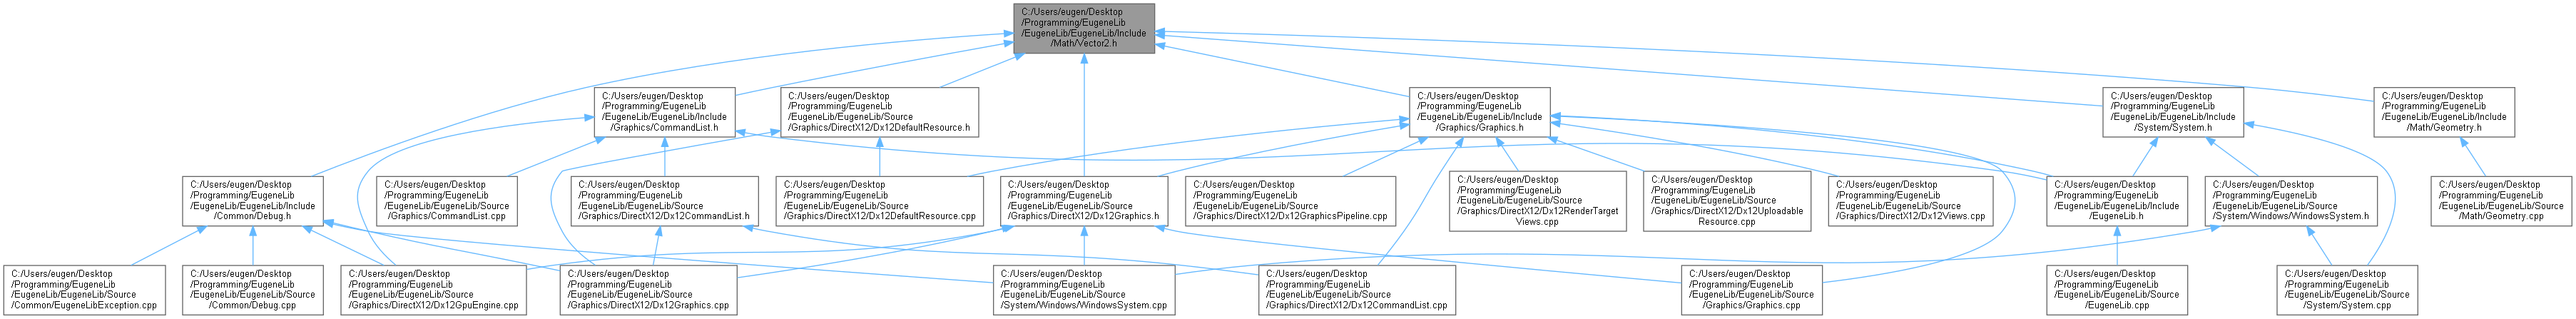 C:/Users/eugen/Desktop
/Programming/EugeneLib
/EugeneLib/EugeneLib/Include
/Math/Vector2.h
C:/Users/eugen/Desktop
/Programming/EugeneLib
/EugeneLib/EugeneLib/Include
/Graphics/CommandList.h
C:/Users/eugen/Desktop
/Programming/EugeneLib
/EugeneLib/EugeneLib/Source
/Graphics/DirectX12/Dx12DefaultResource.h
C:/Users/eugen/Desktop
/Programming/EugeneLib
/EugeneLib/EugeneLib/Include
/Graphics/Graphics.h
C:/Users/eugen/Desktop
/Programming/EugeneLib
/EugeneLib/EugeneLib/Include
/System/System.h
C:/Users/eugen/Desktop
/Programming/EugeneLib
/EugeneLib/EugeneLib/Include
/Math/Geometry.h
C:/Users/eugen/Desktop
/Programming/EugeneLib
/EugeneLib/EugeneLib/Include
/Common/Debug.h
C:/Users/eugen/Desktop
/Programming/EugeneLib
/EugeneLib/EugeneLib/Source
/Graphics/CommandList.cpp
C:/Users/eugen/Desktop
/Programming/EugeneLib
/EugeneLib/EugeneLib/Source
/Graphics/DirectX12/Dx12CommandList.h
C:/Users/eugen/Desktop
/Programming/EugeneLib
/EugeneLib/EugeneLib/Source
/Graphics/DirectX12/Dx12DefaultResource.cpp
C:/Users/eugen/Desktop
/Programming/EugeneLib
/EugeneLib/EugeneLib/Source
/Graphics/DirectX12/Dx12Graphics.h
C:/Users/eugen/Desktop
/Programming/EugeneLib
/EugeneLib/EugeneLib/Source
/Graphics/DirectX12/Dx12GraphicsPipeline.cpp
C:/Users/eugen/Desktop
/Programming/EugeneLib
/EugeneLib/EugeneLib/Source
/Graphics/DirectX12/Dx12RenderTarget
Views.cpp
C:/Users/eugen/Desktop
/Programming/EugeneLib
/EugeneLib/EugeneLib/Source
/Graphics/DirectX12/Dx12Uploadable
Resource.cpp
C:/Users/eugen/Desktop
/Programming/EugeneLib
/EugeneLib/EugeneLib/Source
/Graphics/DirectX12/Dx12Views.cpp
C:/Users/eugen/Desktop
/Programming/EugeneLib
/EugeneLib/EugeneLib/Include
/EugeneLib.h
C:/Users/eugen/Desktop
/Programming/EugeneLib
/EugeneLib/EugeneLib/Source
/System/Windows/WindowsSystem.h
C:/Users/eugen/Desktop
/Programming/EugeneLib
/EugeneLib/EugeneLib/Source
/Math/Geometry.cpp
C:/Users/eugen/Desktop
/Programming/EugeneLib
/EugeneLib/EugeneLib/Source
/Common/EugeneLibException.cpp
C:/Users/eugen/Desktop
/Programming/EugeneLib
/EugeneLib/EugeneLib/Source
/Common/Debug.cpp
C:/Users/eugen/Desktop
/Programming/EugeneLib
/EugeneLib/EugeneLib/Source
/Graphics/DirectX12/Dx12GpuEngine.cpp
C:/Users/eugen/Desktop
/Programming/EugeneLib
/EugeneLib/EugeneLib/Source
/Graphics/DirectX12/Dx12Graphics.cpp
C:/Users/eugen/Desktop
/Programming/EugeneLib
/EugeneLib/EugeneLib/Source
/System/Windows/WindowsSystem.cpp
C:/Users/eugen/Desktop
/Programming/EugeneLib
/EugeneLib/EugeneLib/Source
/Graphics/DirectX12/Dx12CommandList.cpp
C:/Users/eugen/Desktop
/Programming/EugeneLib
/EugeneLib/EugeneLib/Source
/Graphics/Graphics.cpp
C:/Users/eugen/Desktop
/Programming/EugeneLib
/EugeneLib/EugeneLib/Source
/EugeneLib.cpp
C:/Users/eugen/Desktop
/Programming/EugeneLib
/EugeneLib/EugeneLib/Source
/System/System.cpp